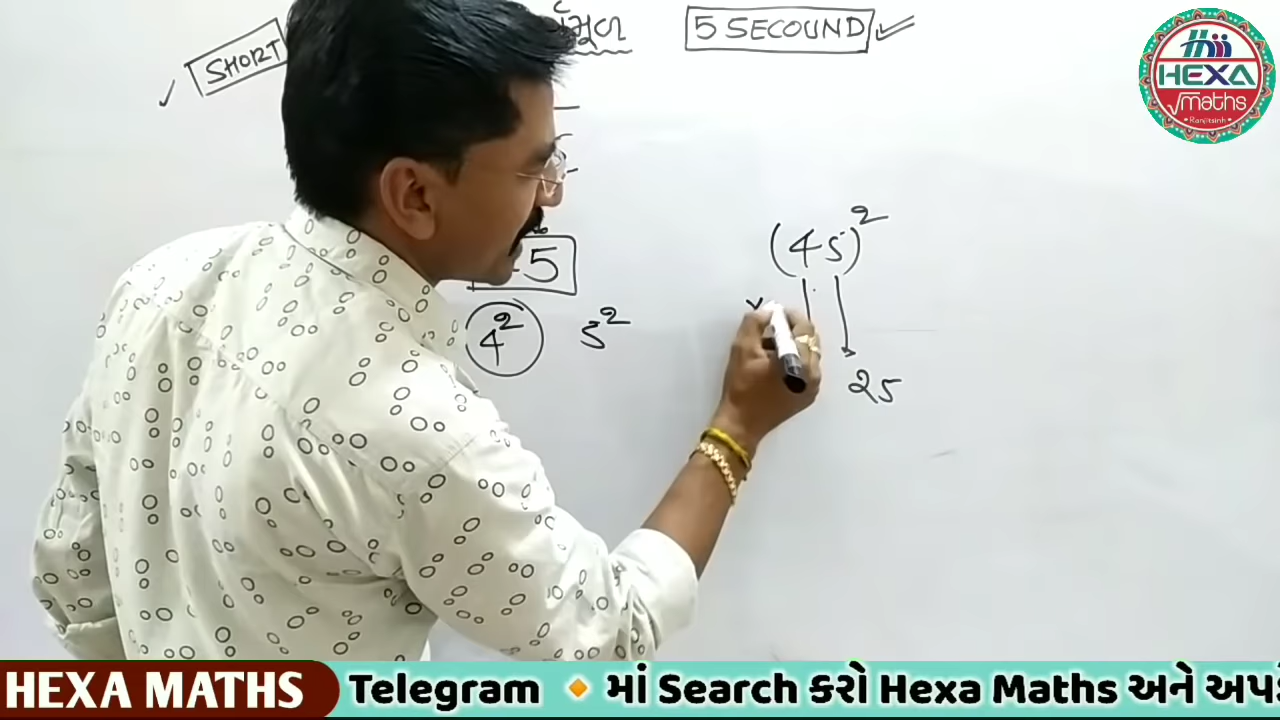 SHORT
5 SECOUND
HEXA
maths
Ranjitsinh
(45)²
5
4² 5²
25
HEXA MATHS Telegram 🔸 માં Search કરો Hexa Maths અને